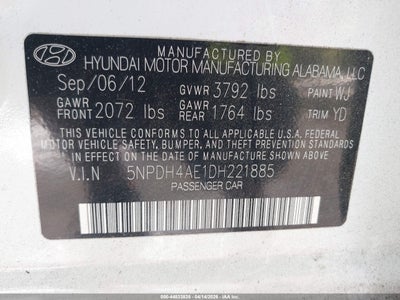 MANUFACTURED BY
HYUNDAI MOTOR MANUFACTURING ALABAMA, LLC
Sep/06/12 GVWR 3792 lbs PAINT WJ
GAWR FRONT 2072 lbs GAWR REAR 1764 lbs TRIM YD
THIS VEHICLE CONFORMS TO ALL APPLICABLE U.S.A. FEDERAL
MOTOR VEHICLE SAFETY, BUMPER, AND THEFT PREVENTION
STANDARDS IN EFFECT ON THE DATE OF MANUFACTURE SHOWN ABOVE.
V.I.N 5NPDH4AE1DH221885
PASSENGER CAR